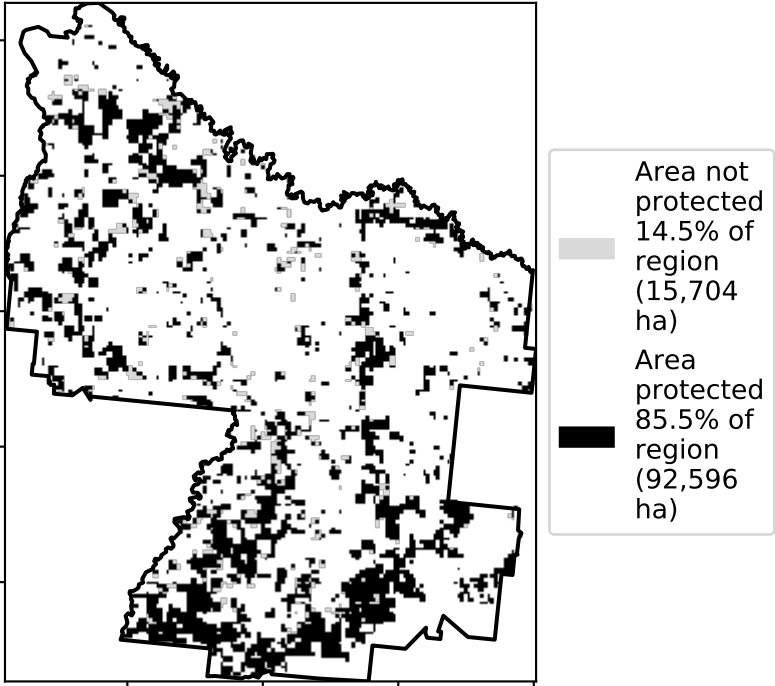 Area not
protected
14.5% of
region
(15,704
ha)
Area
protected
85.5% of
region
(92,596
ha)